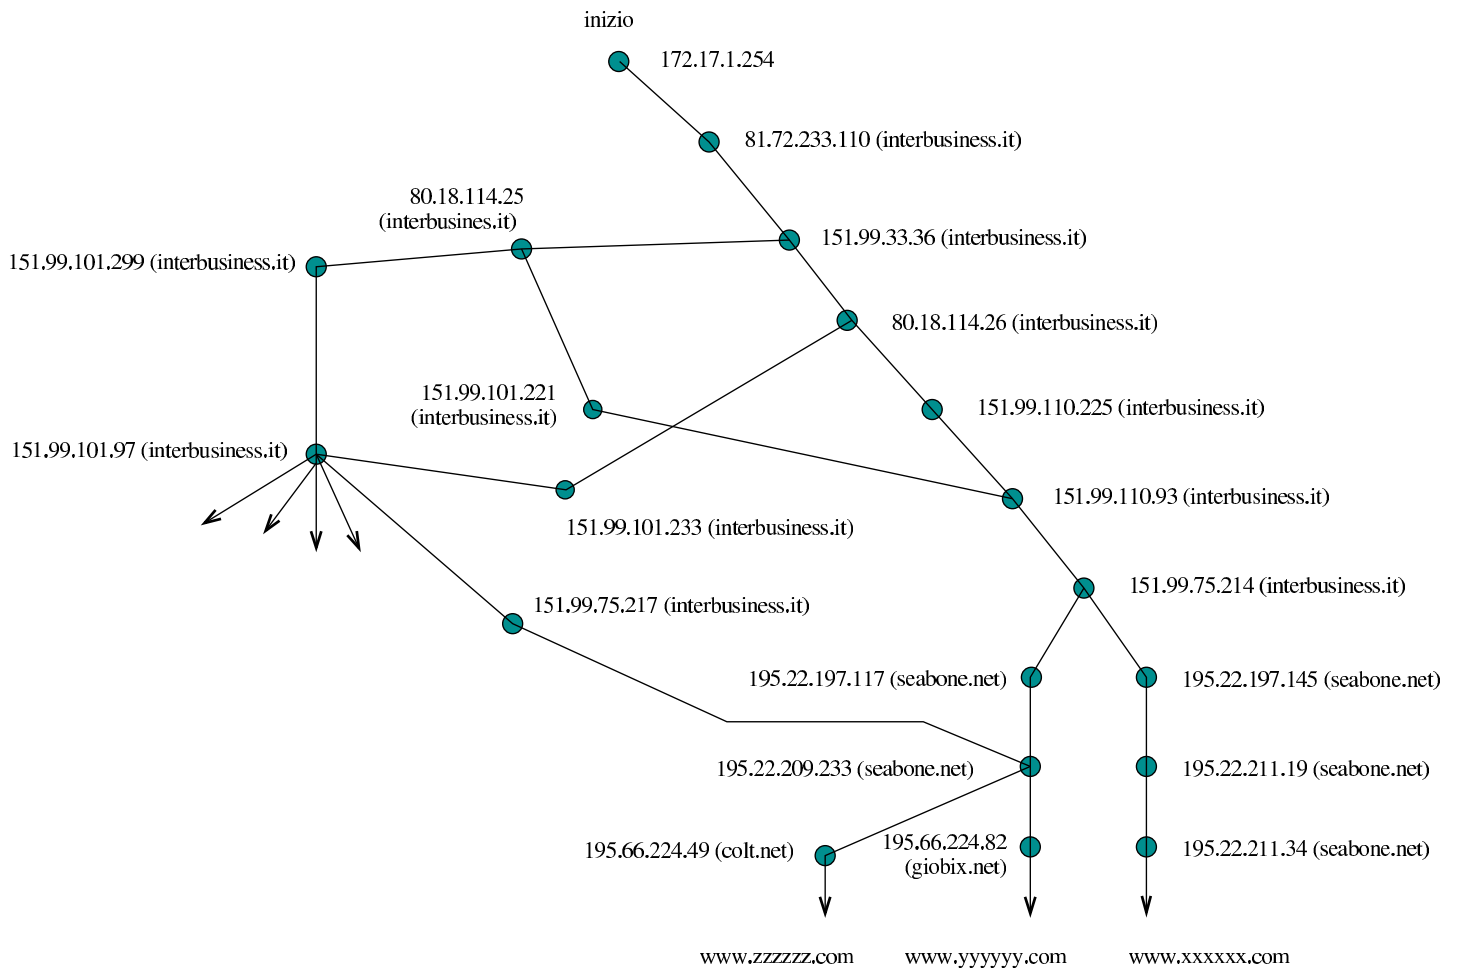 inizio
172.17.1.254
81.72.233.110 (interbusiness.it)
80.18.114.25
(interbusines.it)
151.99.33.36 (interbusiness.it)
151.99.101.299 (interbusiness.it)
80.18.114.26 (interbusiness.it)
151.99.101.221
(interbusiness.it)
151.99.110.225 (interbusiness.it)
151.99.101.97 (interbusiness.it)
151.99.110.93 (interbusiness.it)
151.99.101.233 (interbusiness.it)
151.99.75.214 (interbusiness.it)
151.99.75.217 (interbusiness.it)
195.22.197.117 (seabone.net)
195.22.197.145 (seabone.net)
195.22.209.233 (seabone.net)
195.22.211.19 (seabone.net)
195.66.224.49 (colt.net)
195.66.224.82
(giobix.net)
195.22.211.34 (seabone.net)
www.zzzzzz.com
www.yyyyyy.com
www.xxxxxx.com